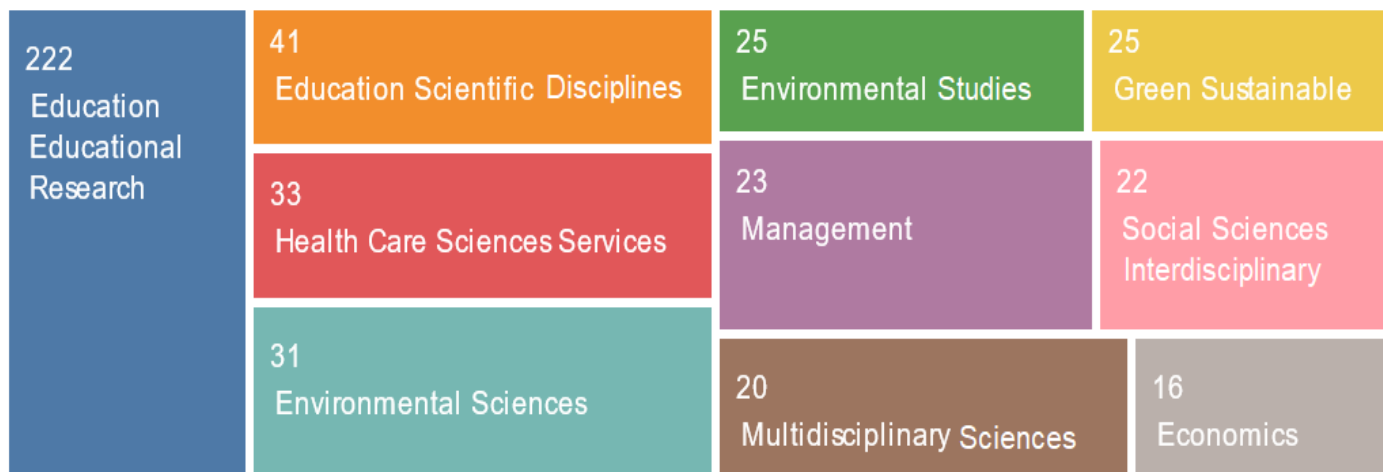 222
Education
Educational
Research
41
Education Scientific Disciplines
33
Health Care Sciences Services
31
Environmental Sciences
25
Environmental Studies
25
Green Sustainable
23
Management
22
Social Sciences
Interdisciplinary
20
Multidisciplinary Sciences
16
Economics